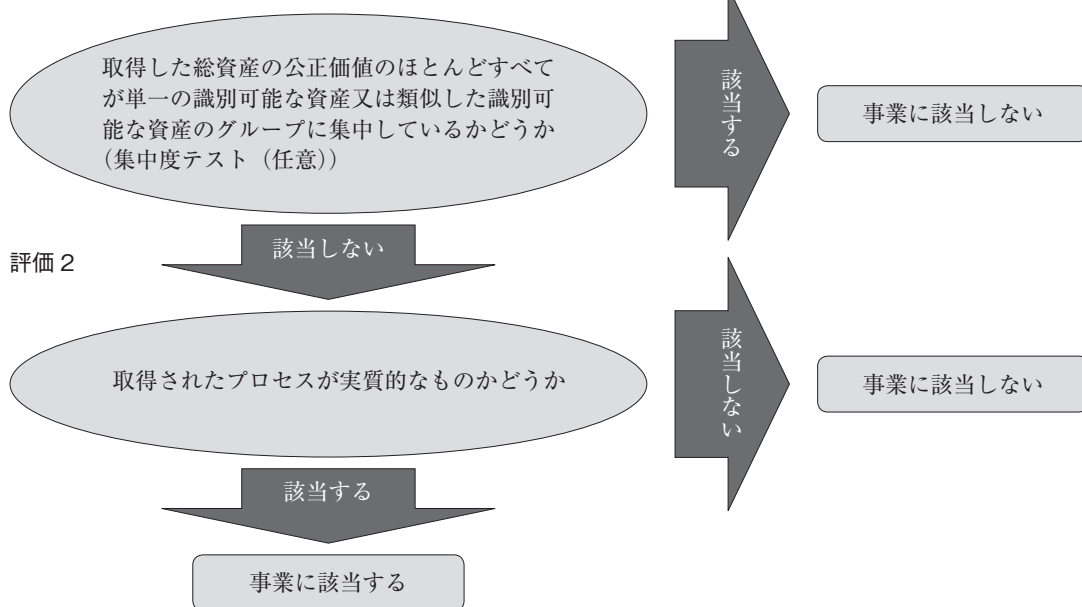 取得した総資産の公正価値のほとんどすべて
が単一の識別可能な資産又は類似した識別可
能な資産のグループに集中しているかどうか
（集中度テスト（任意））
該当する
事業に該当しない
該当しない
評価 2
取得されたプロセスが実質的なものかどうか
該当しない
事業に該当しない
該当する
事業に該当する